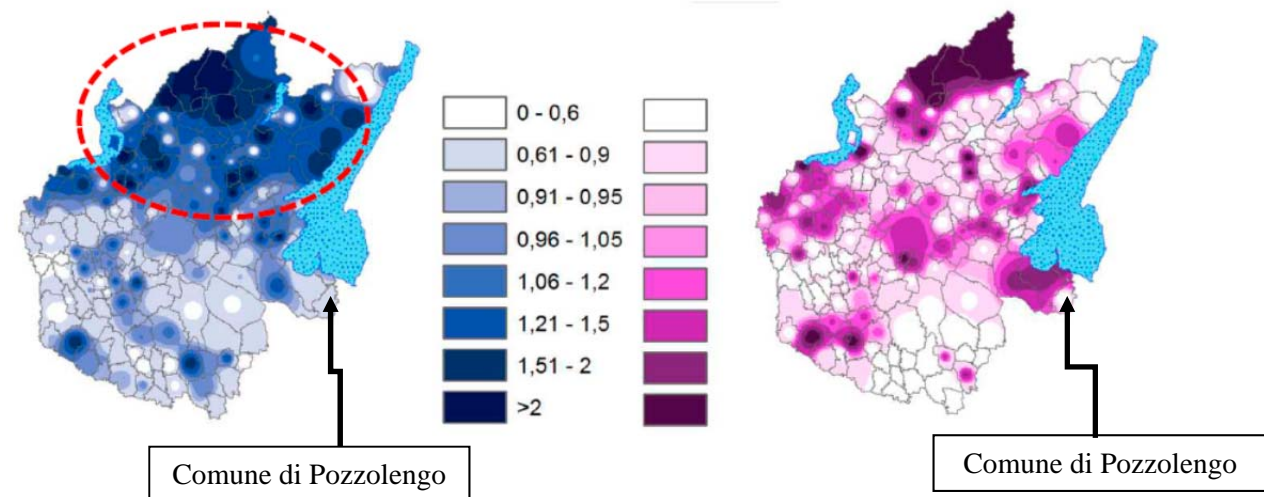 0 - 0,6
0,61 - 0,9
0,91 - 0,95
0,96 - 1,05
1,06 - 1,2
1,21 - 1,5
1,51 - 2
>2
Comune di Pozzolengo
Comune di Pozzolengo